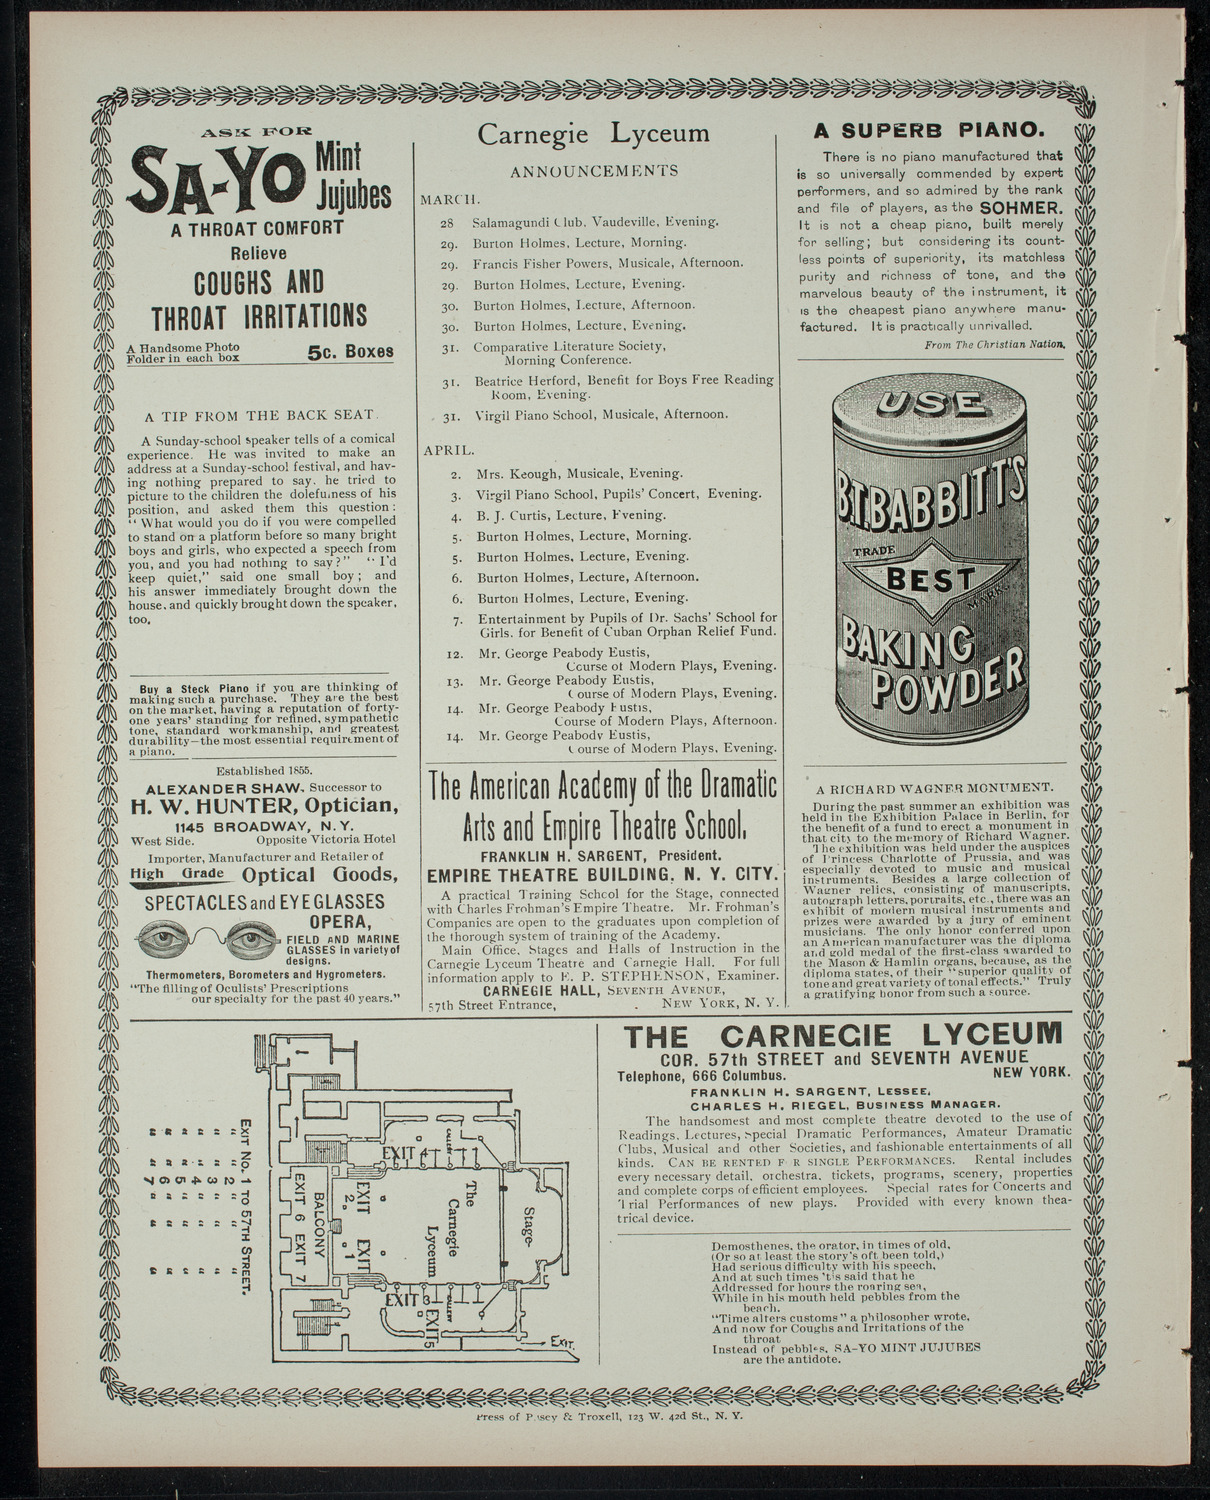 ASK FOR
SA-YO Mint Jujubes
A THROAT COMFORT
Relieve
COUGHS AND
THROAT IRRITATIONS
A Handsome Photo
Folder in each box
5c. Boxes
A TIP FROM THE BACK SEAT.
A Sunday-school speaker tells of a comical
experience. He was invited to make an
address at a Sunday-school festival, and hav-
ing nothing prepared to say, he tried to
picture to the children the dolefulness of his
position, and asked them this question:
"What would you do if you were compelled
to stand on a platform before so many bright
boys and girls, who expected a speech from
you, and you had nothing to say?" "I'd
keep quiet," said one small boy; and
his answer immediately brought down the
house, and quickly brought down the speaker,
too.
Buy a Steck Piano if you are thinking of
making such a purchase. They are the best
on the market, having a reputation of forty-
one years' standing for refined, sympathetic
tone, standard workmanship, and greatest
durability—the most essential requirement of
a piano.
Established 1855.
ALEXANDER SHAW, Successor to
H. W. HUNTER, Optician,
1145 BROADWAY, N. Y.
West Side. Opposite Victoria Hotel
Importer, Manufacturer and Retailer of
High Grade Optical Goods,
SPECTACLES and EYEGLASSES
OPERA,
FIELD AND MARINE
GLASSES in variety of
designs.
Thermometers, Borometers and Hygrometers.
"The filling of Oculists' Prescriptions
our specialty for the past 40 years."
Carnegie Lyceum
ANNOUNCEMENTS
MARCH.
28 Salamagundi Club, Vaudeville, Evening.
29. Burton Holmes, Lecture, Morning.
29. Francis Fisher Powers, Musicale, Afternoon.
29. Burton Holmes, Lecture, Evening.
30. Burton Holmes, Lecture, Afternoon.
30. Burton Holmes, Lecture, Evening.
31. Comparative Literature Society,
Morning Conference.
31. Beatrice Herford, Benefit for Boys Free Reading
Room, Evening.
31. Virgil Piano School, Musicale, Afternoon.
APRIL.
2. Mrs. Keough, Musicale, Evening.
3. Virgil Piano School, Pupils' Concert, Evening.
4. B. J. Curtis, Lecture, Evening.
5. Burton Holmes, Lecture, Morning.
5. Burton Holmes, Lecture, Evening.
6. Burton Holmes, Lecture, Afternoon.
6. Burton Holmes, Lecture, Evening.
7. Entertainment by Pupils of Dr. Sachs' School for
Girls, for Benefit of Cuban Orphan Relief Fund.
12. Mr. George Peabody Eustis,
Course of Modern Plays, Evening.
13. Mr. George Peabody Eustis,
Course of Modern Plays, Evening.
14. Mr. George Peabody Eustis,
Course of Modern Plays, Afternoon.
14. Mr. George Peabody Eustis,
Course of Modern Plays, Evening.
The American Academy of the Dramatic
Arts and Empire Theatre School.
FRANKLIN H. SARGENT, President.
EMPIRE THEATRE BUILDING, N. Y. CITY.
A practical Training School for the Stage, connected
with Charles Frohman's Empire Theatre. Mr. Frohman's
Companies are open to the graduates upon completion of
the thorough system of training of the Academy.
Main Office, Stages and Halls of Instruction in the
Carnegie Lyceum Theatre and Carnegie Hall. For full
information apply to E. P. STEPHENSON, Examiner.
CARNEGIE HALL, SEVENTH AVENUE,
57th Street Entrance, NEW YORK, N. Y.
A SUPERB PIANO.
There is no piano manufactured that
is so universally commended by expert
performers, and so admired by the rank
and file of players, as the SOHMER.
It is not a cheap piano, built merely
for selling; but considering its count-
less points of superiority, its matchless
purity and richness of tone, and the
marvelous beauty of the instrument, it
is the cheapest piano anywhere manu-
factured. It is practically unrivalled.
From The Christian Nation.
USE
B.T. BABBITT'S
TRADE
BEST
MARK
BAKING
POWDER
A RICHARD WAGNER MONUMENT.
During the past summer an exhibition was
held in the Exhibition Palace in Berlin, for
the benefit of a fund to erect a monument in
that city to the memory of Richard Wagner.
The exhibition was held under the auspices
of Princess Charlotte of Prussia, and was
especially devoted to music and musical
instruments. Besides a large collection of
Wagner relics, consisting of manuscripts,
autograph letters, portraits, etc., there was an
exhibit of modern musical instruments and
prizes were awarded by a jury of eminent
musicians. The only honor conferred upon
an American manufacturer was the diploma
and gold medal of the first-class awarded to
the Mason & Hamlin organs, because, as the
diploma states, of their "superior quality of
tone and great variety of tonal effects." Truly
a gratifying honor from such a source.
EXIT NO. 1 TO 57TH STREET.
" " 2 " " "
" " 3 " " "
" " 4 " " "
" " 5 " " "
" " 6 " " "
" " 7 " " "
EXIT 4
GALLERY
EXIT 2
EXIT 6 EXIT 7
BALCONY
EXIT 1
The
Carnegie
Lyceum
Stage
EXIT 3
GALLERY
EXIT 5
EXIT.
THE CARNEGIE LYCEUM
COR. 57th STREET and SEVENTH AVENUE
Telephone, 666 Columbus. NEW YORK.
FRANKLIN H. SARGENT, LESSEE.
CHARLES H. RIEGEL, BUSINESS MANAGER.
The handsomest and most complete theatre devoted to the use of
Readings, Lectures, Special Dramatic Performances, Amateur Dramatic
Clubs, Musical and other Societies, and fashionable entertainments of all
kinds. CAN BE RENTED FOR SINGLE PERFORMANCES. Rental includes
every necessary detail, orchestra, tickets, programs, scenery, properties
and complete corps of efficient employees. Special rates for Concerts and
Trial Performances of new plays. Provided with every known thea-
trical device.
Demosthenes, the orator, in times of old,
(Or so at least the story's oft been told,)
Had serious difficulty with his speech,
And at such times 'tis said that he
Addressed for hours the roaring sea,
While in his mouth held pebbles from the
beach.
"Time alters customs" a philosopher wrote,
And now for Coughs and Irritations of the
throat
Instead of pebbles, SA-YO MINT JUJUBES
are the antidote.
Press of Pusey & Troxell, 123 W. 42d St., N. Y.